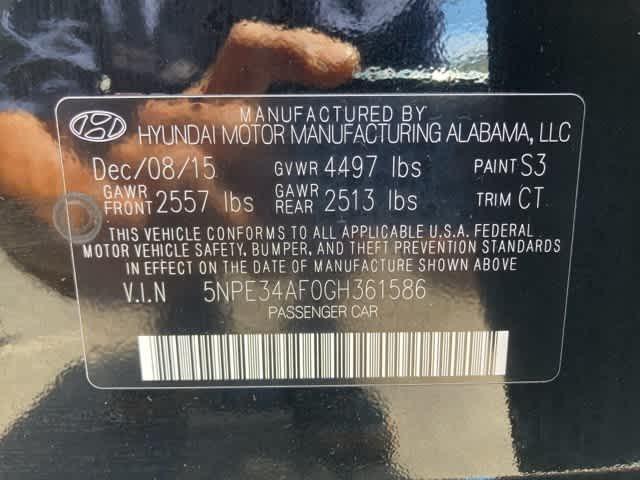 MANUFACTURED BY
HYUNDAI MOTOR MANUFACTURING ALABAMA, LLC
Dec/08/15 GVWR 4497 lbs PAINT S3
GAWR FRONT 2557 lbs GAWR REAR 2513 lbs TRIM CT
THIS VEHICLE CONFORMS TO ALL APPLICABLE U.S.A. FEDERAL
MOTOR VEHICLE SAFETY, BUMPER, AND THEFT PREVENTION STANDARDS
IN EFFECT ON THE DATE OF MANUFACTURE SHOWN ABOVE
V.I.N 5NPE34AF0GH361586
PASSENGER CAR